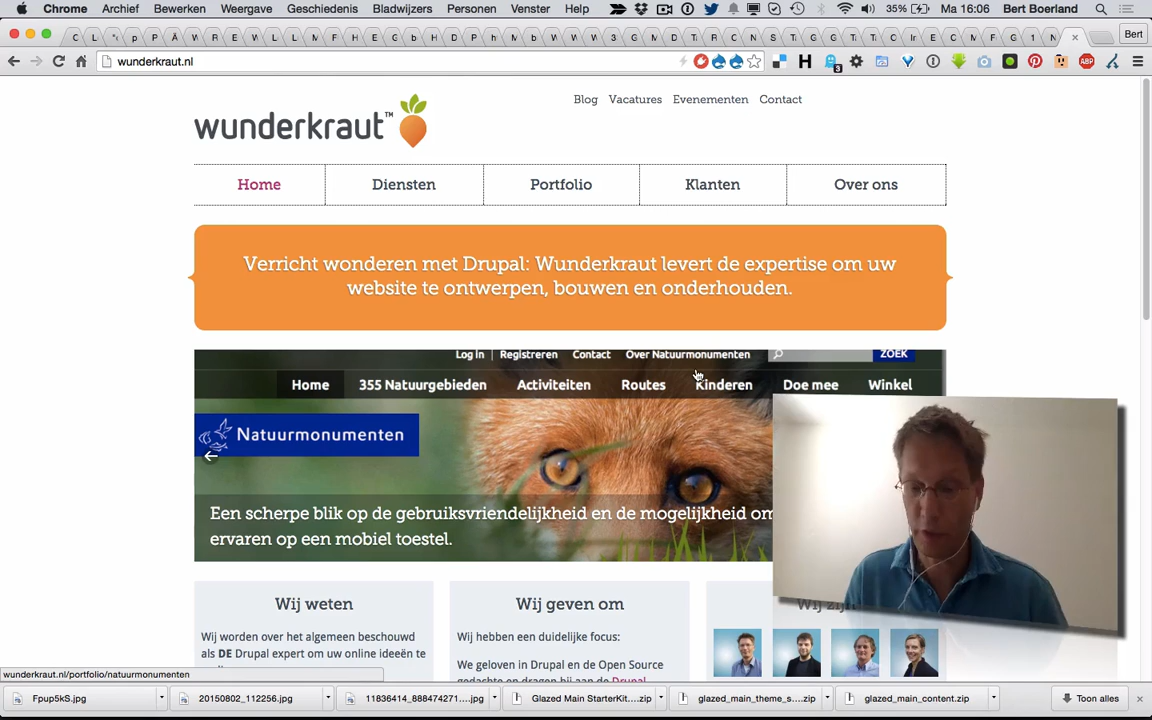 Chrome Archief Bewerken Weergave Geschiedenis Bladwijzers Personen Venster Help 35% Ma 16:06 Bert Boerland
Bert
wunderkraut.nl
Blog Vacatures Evenementen Contact
wunderkraut™
Home Diensten Portfolio Klanten Over ons
Verricht wonderen met Drupal: Wunderkraut levert de expertise om uw
website te ontwerpen, bouwen en onderhouden.
Log In | Registreren Contact Over Natuurmonumenten ZOEK
Home 355 Natuurgebieden Activiteiten Routes Kinderen Doe mee Winkel
Natuurmonumenten
Een scherpe blik op de gebruiksvriendelijkheid en de mogelijkheid om
ervaren op een mobiel toestel.
Wij weten Wij geven om
Wij worden over het algemeen beschouwd
als DE Drupal expert om uw online ideeën te
Wij hebben een duidelijke focus:
We geloven in Drupal en de Open Source
wunderkraut.nl/portfolio/natuurmonumenten
Fpup5kS.jpg 20150802_112256.jpg 11836414_888474271....jpg Glazed Main StarterKit....zip glazed_main_theme_s....zip glazed_main_content.zip Toon alles